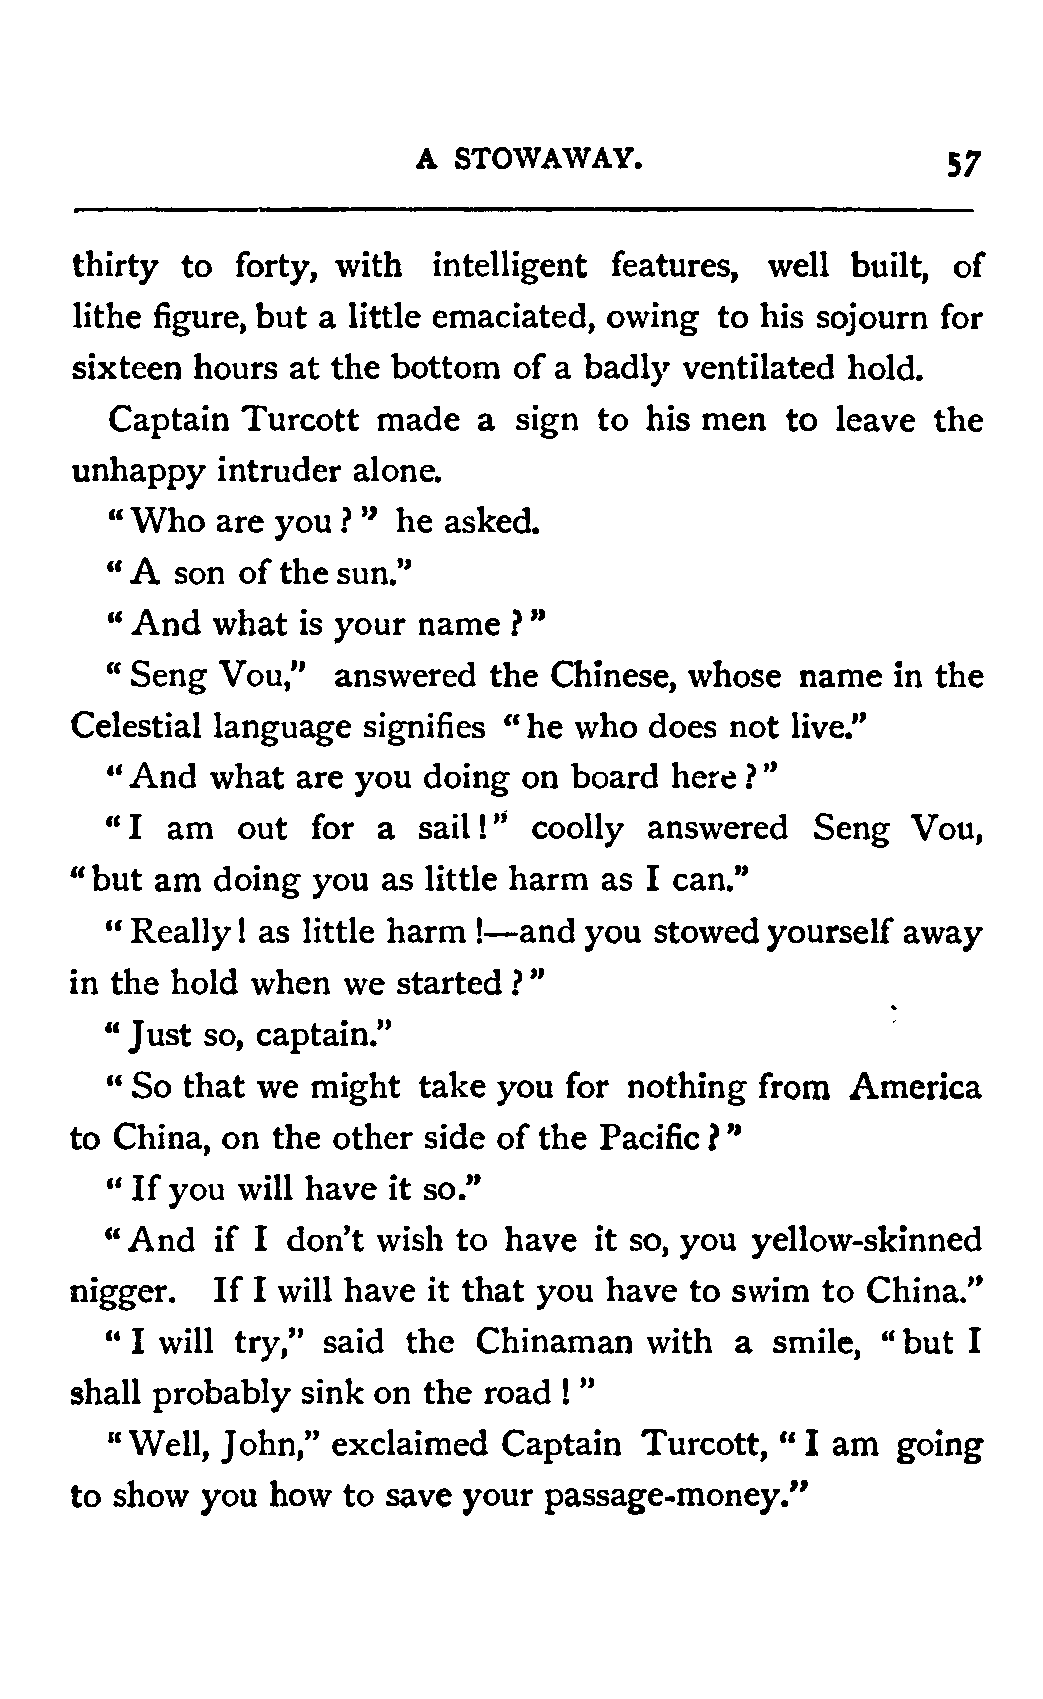 A STOWAWAY. 57
thirty to forty, with intelligent features, well built, of
lithe figure, but a little emaciated, owing to his sojourn for
sixteen hours at the bottom of a badly ventilated hold.
Captain Turcott made a sign to his men to leave the
unhappy intruder alone.
"Who are you?" he asked.
"A son of the sun."
"And what is your name?"
"Seng Vou," answered the Chinese, whose name in the
Celestial language signifies "he who does not live."
"And what are you doing on board here?"
"I am out for a sail!" coolly answered Seng Vou,
"but am doing you as little harm as I can."
"Really! as little harm!—and you stowed yourself away
in the hold when we started?"
"Just so, captain."
"So that we might take you for nothing from America
to China, on the other side of the Pacific?"
"If you will have it so."
"And if I don't wish to have it so, you yellow-skinned
nigger. If I will have it that you have to swim to China."
"I will try," said the Chinaman with a smile, "but I
shall probably sink on the road!"
"Well, John," exclaimed Captain Turcott, "I am going
to show you how to save your passage-money."